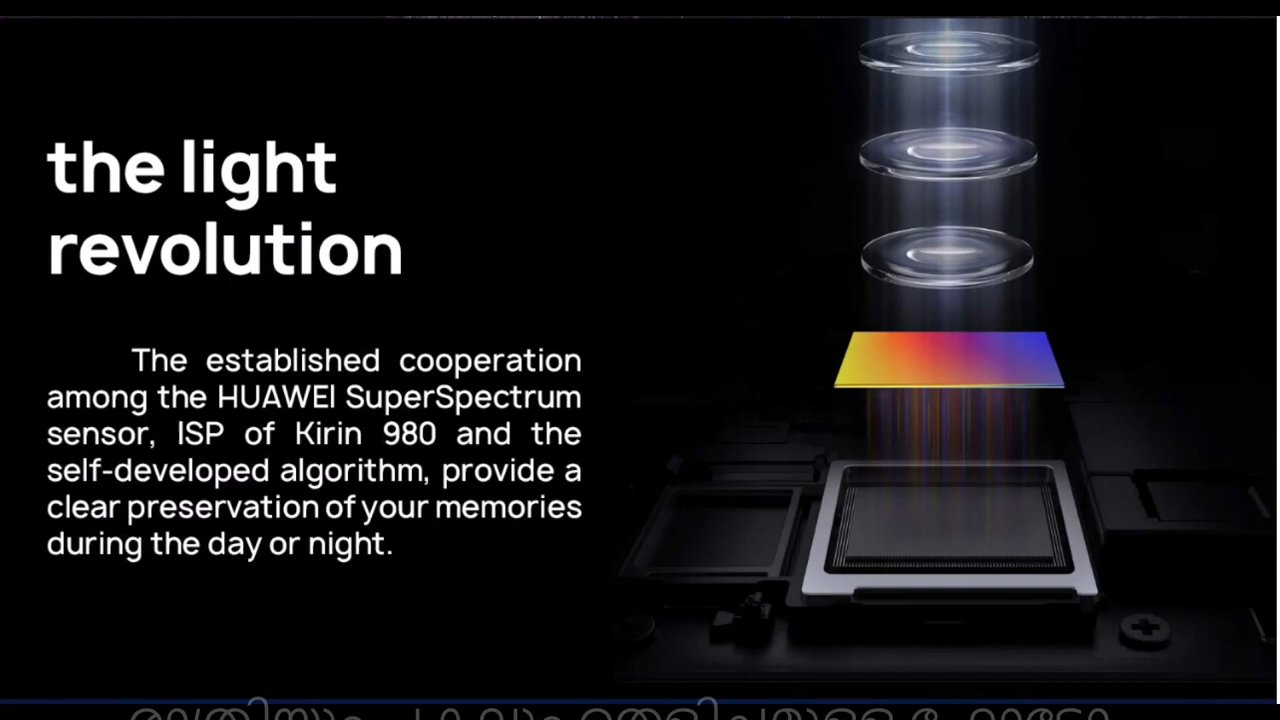 the light
revolution
The established cooperation
among the HUAWEI SuperSpectrum
sensor, ISP of Kirin 980 and the
self-developed algorithm, provide a
clear preservation of your memories
during the day or night.